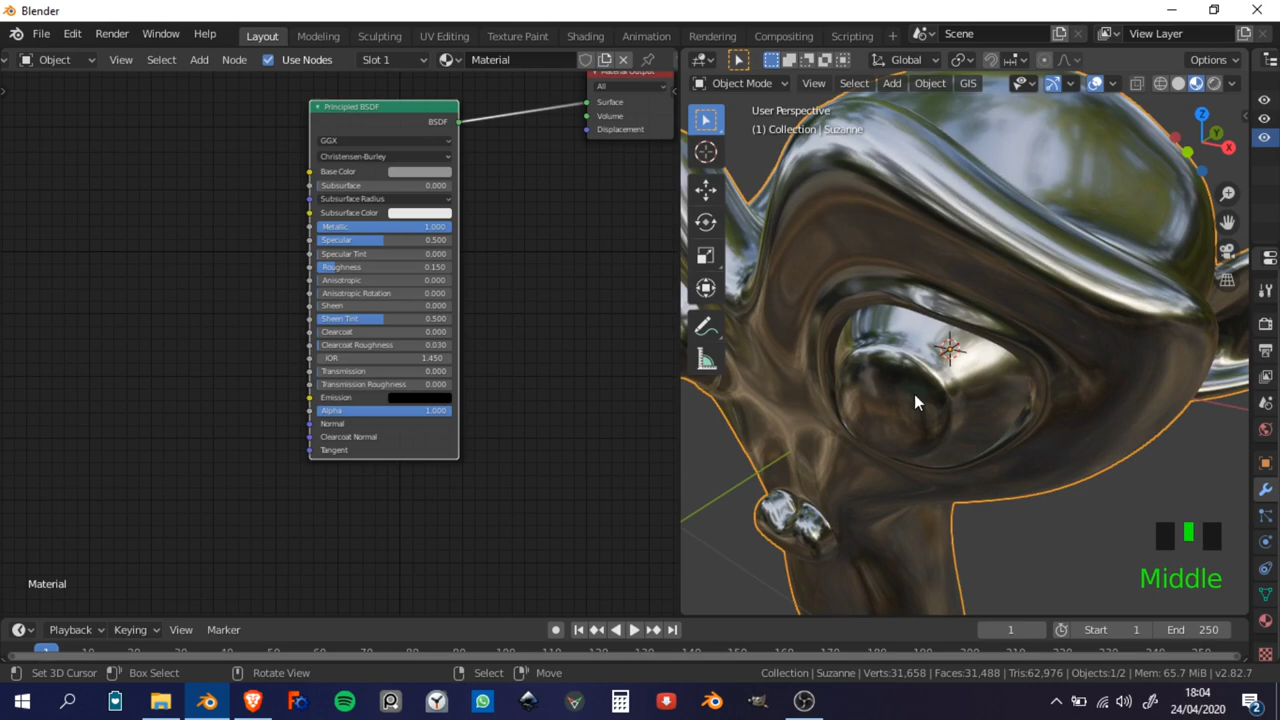 Blender
File Edit Render Window Help Layout Modeling Sculpting UV Editing Texture Paint Shading Animation Rendering Compositing Scripting Scene View Layer
Object View Select Add Node Use Nodes Slot 1 Material Global Options
Material Output
All
Surface
Volume
Displacement
Principled BSDF
BSDF
GGX
Christensen-Burley
Base Color
Subsurface 0.000
Subsurface Radius
Subsurface Color
Metallic 1.000
Specular 0.500
Specular Tint 0.000
Roughness 0.150
Anisotropic 0.000
Anisotropic Rotation 0.000
Sheen 0.000
Sheen Tint 0.500
Clearcoat 0.000
Clearcoat Roughness 0.030
IOR 1.450
Transmission 0.000
Transmission Roughness 0.000
Emission
Alpha 1.000
Normal
Clearcoat Normal
Tangent
Material
Object Mode View Select Add Object GIS
User Perspective
(1) Collection | Suzanne
Z
Y
X
Middle
Playback Keying View Marker 1 Start 1 End 250
1
Set 3D Cursor Box Select Rotate View Select Move Collection | Suzanne | Verts:31,658 | Faces:31,488 | Tris:62,976 | Objects:1/2 | Mem: 65.7 MiB | v2.82.7
18:04
24/04/2020
2